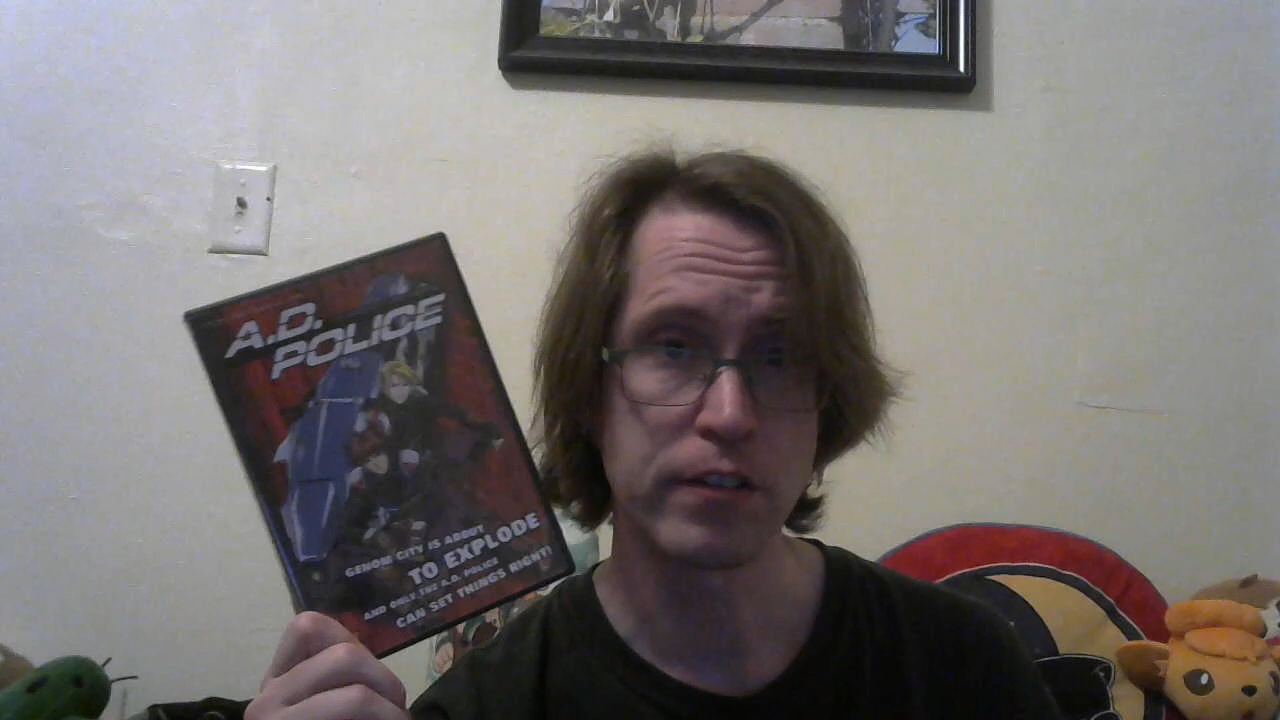 A.D.
POLICE
GENOM CITY IS ABOUT
TO EXPLODE
AND ONLY THE A.D. POLICE
CAN SET THINGS RIGHT!